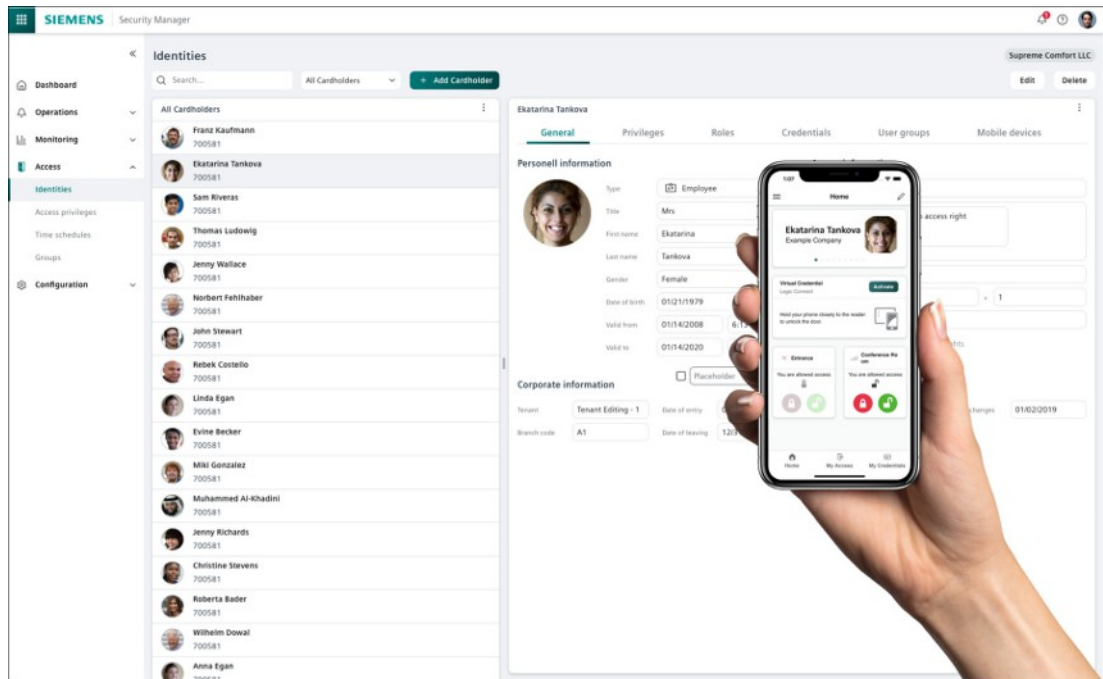 SIEMENS Security Manager
Identities
Supreme Comfort LLC
Search...
All Cardholders
+ Add Cardholder
Edit
Delete
Dashboard
Operations
Monitoring
Access
Identities
Access privileges
Time schedules
Groups
Configuration
All Cardholders
Franz Kaufmann
700581
Ekatarina Tankova
700581
Sam Riveras
700581
Thomas Ludowig
700581
Jenny Wallace
700581
Norbert Fehlhaber
700581
John Stewart
700581
Rebek Costello
700581
Linda Egan
700581
Evine Becker
700581
Miki Gonzalez
700581
Muhammed Al-Khadini
700581
Jenny Richards
700581
Christine Stevens
700581
Roberta Bader
700581
Wilhelm Dowal
700581
Anna Egan
700581
Ekatarina Tankova
General Privileges Roles Credentials User groups Mobile devices
Personell information
Type Employee
Title Mrs
First name Ekatarina
Last name Tankova
Gender Female
Date of birth 01/21/1979
Valid from 01/14/2008
Valid to 01/14/2020
Placeholder
access right
1
Corporate information
Tenant Tenant Editing - 1 Date of entry
changes 01/02/2019
Branch code A1 Date of leaving
1:07
Home
Ekatarina Tankova
Example Company
Virtual Credential
Legic Connect
Activate
Hold your phone closely to the reader
to unlock the door.
Entrance
You are allowed access
Conference Ro
om
You are allowed access
Home My Access My Credentials